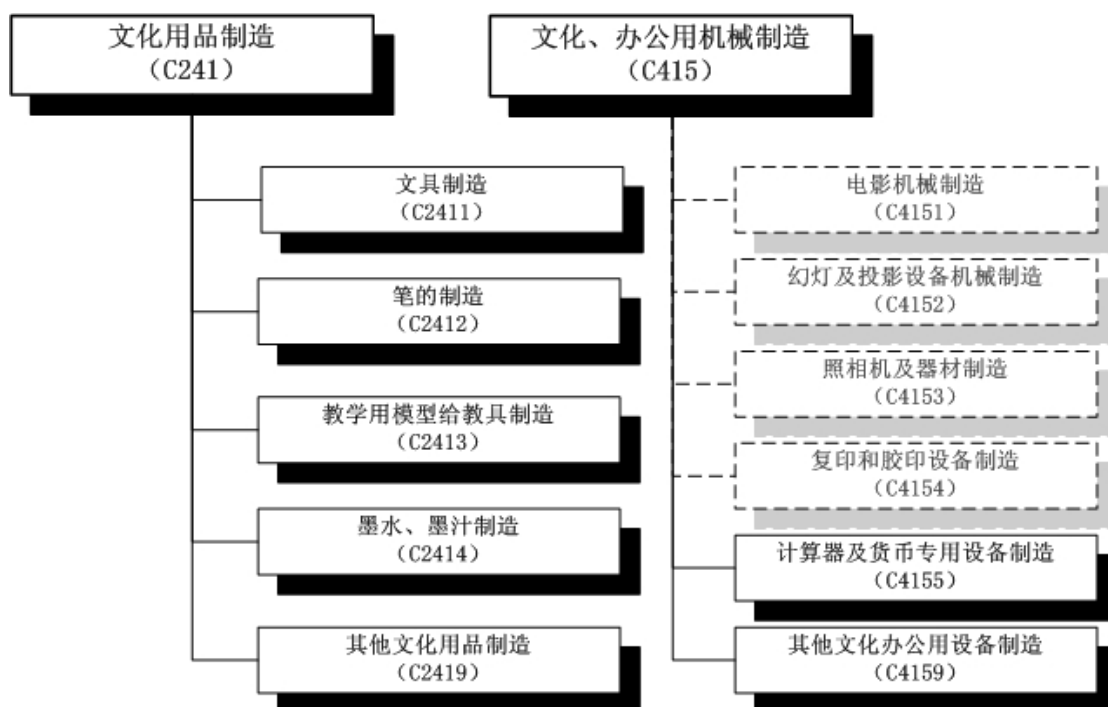 文化用品制造
（C241）
文具制造
（C2411）
笔的制造
（C2412）
教学用模型给教具制造
（C2413）
墨水、墨汁制造
（C2414）
其他文化用品制造
（C2419）
文化、办公用机械制造
（C415）
电影机械制造
（C4151）
幻灯及投影设备机械制造
（C4152）
照相机及器材制造
（C4153）
复印和胶印设备制造
（C4154）
计算器及货币专用设备制造
（C4155）
其他文化办公用设备制造
（C4159）